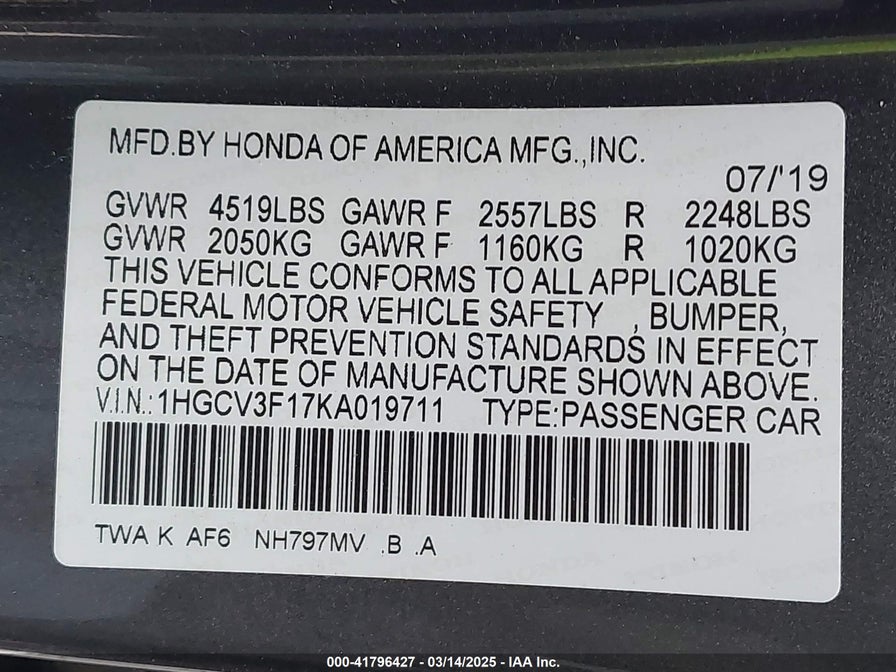 MFD.BY HONDA OF AMERICA MFG.,INC.
07/'19
GVWR 4519LBS GAWR F 2557LBS R 2248LBS
GVWR 2050KG GAWR F 1160KG R 1020KG
THIS VEHICLE CONFORMS TO ALL APPLICABLE
FEDERAL MOTOR VEHICLE SAFETY , BUMPER,
AND THEFT PREVENTION STANDARDS IN EFFECT
ON THE DATE OF MANUFACTURE SHOWN ABOVE.
V.I.N.:1HGCV3F17KA019711 TYPE:PASSENGER CAR
TWA K AF6 NH797MV .B .A
000-41796427 - 03/14/2025 - IAA Inc.